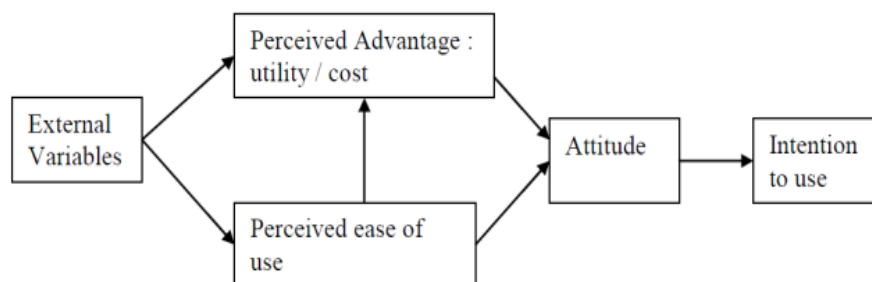 Perceived Advantage :
utility / cost
External
Variables
Attitude
Intention
to use
Perceived ease of
use